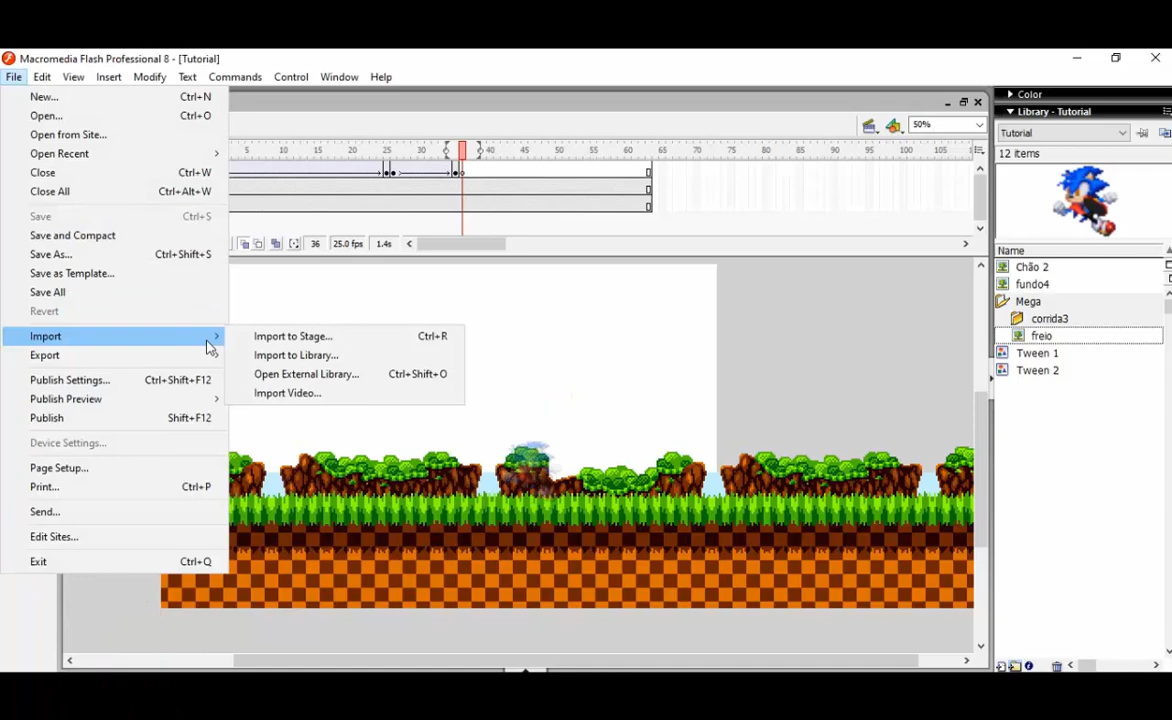 Macromedia Flash Professional 8 - [Tutorial]
File Edit View Insert Modify Text Commands Control Window Help
New... Ctrl+N
Open... Ctrl+O
Open from Site...
Open Recent
Close Ctrl+W
Close All Ctrl+Alt+W
Save Ctrl+S
Save and Compact
Save As... Ctrl+Shift+S
Save as Template...
Save All
Revert
Import
Export
Publish Settings... Ctrl+Shift+F12
Publish Preview
Publish Shift+F12
Device Settings...
Page Setup...
Print... Ctrl+P
Send...
Edit Sites...
Exit Ctrl+Q
Import to Stage... Ctrl+R
Import to Library...
Open External Library... Ctrl+Shift+O
Import Video...
50%
5 10 15 20 25 30 40 45 50 55 60 65 70 75 80 85 90 95 100 105
36 25.0 fps 1.4s
Color
Library - Tutorial
Tutorial
12 items
Name
Chão 2
fundo4
Mega
corrida3
freio
Tween 1
Tween 2